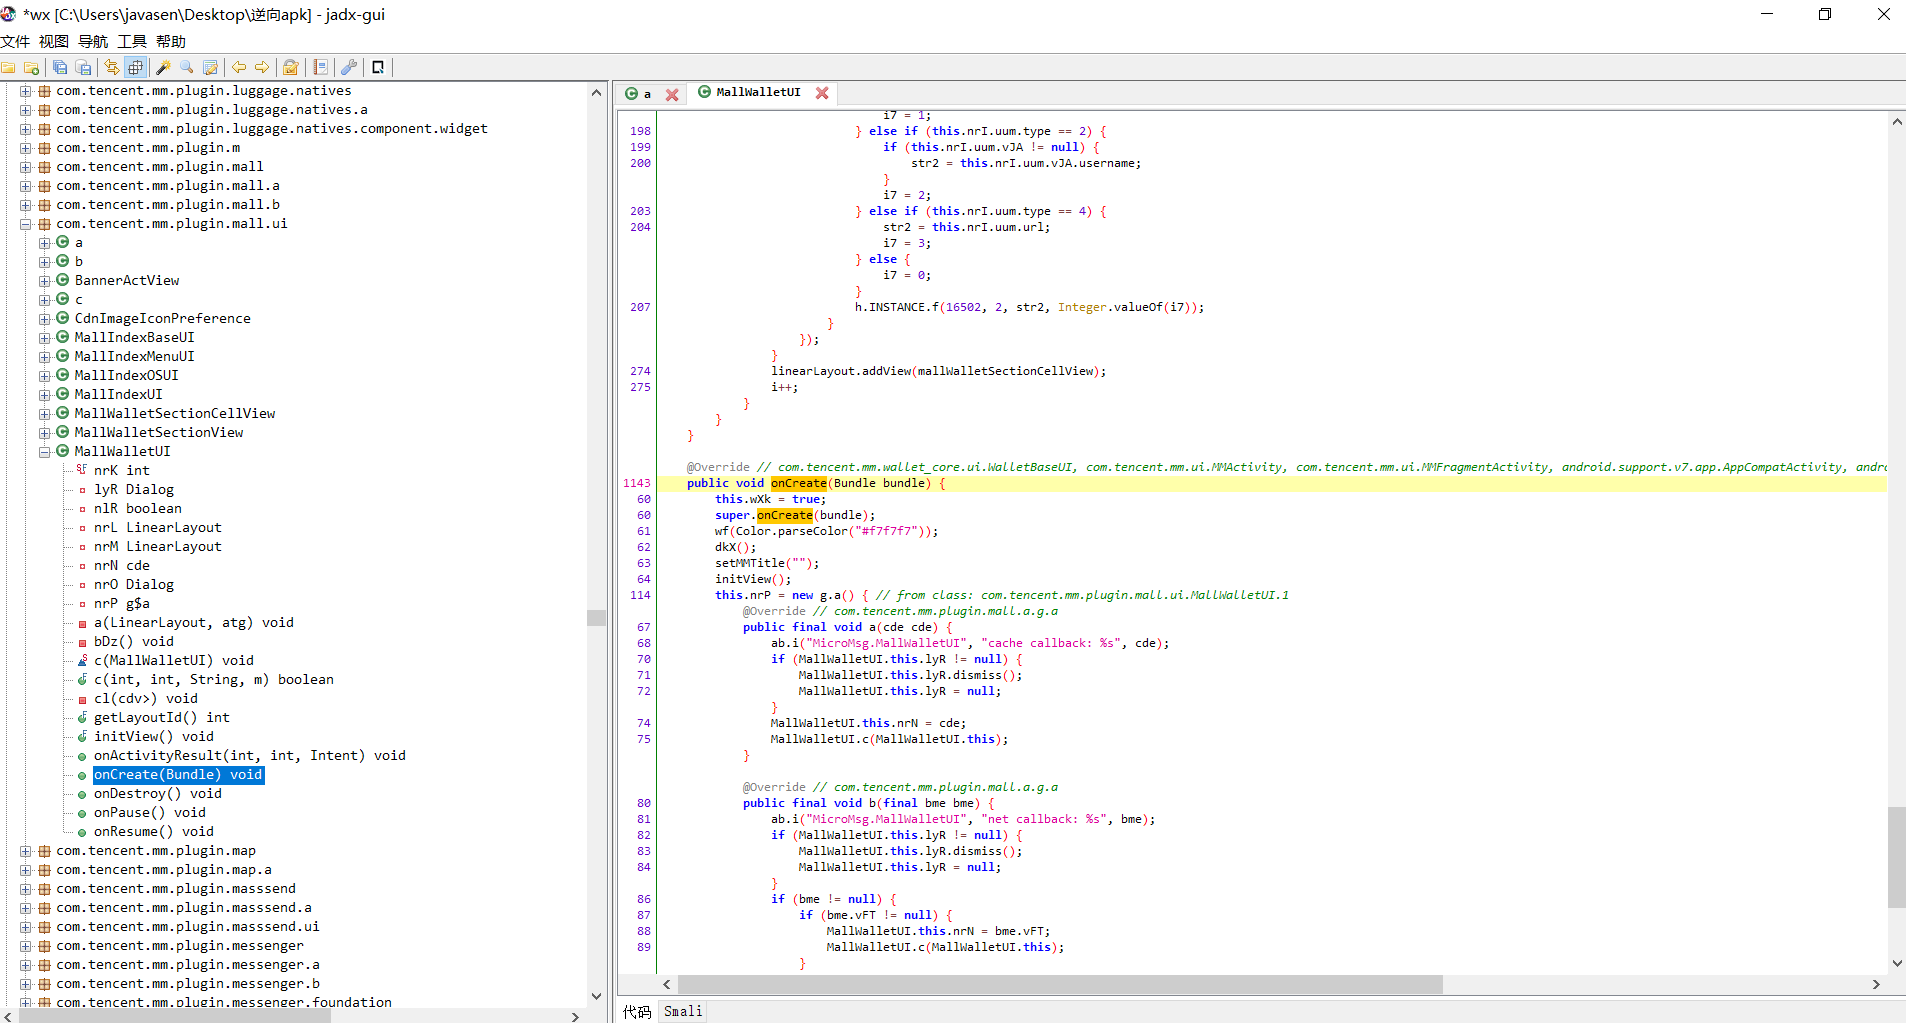 *wx [C:\Users\javasen\Desktop\逆向apk] - jadx-gui
文件 视图 导航 工具 帮助
com.tencent.mm.plugin.luggage.natives
com.tencent.mm.plugin.luggage.natives.a
com.tencent.mm.plugin.luggage.natives.component.widget
com.tencent.mm.plugin.m
com.tencent.mm.plugin.mall
com.tencent.mm.plugin.mall.a
com.tencent.mm.plugin.mall.b
com.tencent.mm.plugin.mall.ui
a
b
BannerActView
c
CdnImageIconPreference
MallIndexBaseUI
MallIndexMenuUI
MallIndexOSUI
MallIndexUI
MallWalletSectionCellView
MallWalletSectionView
MallWalletUI
nrK int
lyR Dialog
nlR boolean
nrL LinearLayout
nrM LinearLayout
nrN cde
nrO Dialog
nrP g$a
a(LinearLayout, atg) void
bDz() void
c(MallWalletUI) void
c(int, int, String, m) boolean
cl(cdv>) void
getLayoutId() int
initView() void
onActivityResult(int, int, Intent) void
onCreate(Bundle) void
onDestroy() void
onPause() void
onResume() void
com.tencent.mm.plugin.map
com.tencent.mm.plugin.map.a
com.tencent.mm.plugin.masssend
com.tencent.mm.plugin.masssend.a
com.tencent.mm.plugin.masssend.ui
com.tencent.mm.plugin.messenger
com.tencent.mm.plugin.messenger.a
com.tencent.mm.plugin.messenger.b
com.tencent.mm.plugin.messenger.foundation
a MallWalletUI
i7 = 1;
198 } else if (this.nrI.uum.type == 2) {
199 if (this.nrI.uum.vJA != null) {
200 str2 = this.nrI.uum.vJA.username;
}
i7 = 2;
203 } else if (this.nrI.uum.type == 4) {
204 str2 = this.nrI.uum.url;
i7 = 3;
} else {
i7 = 0;
}
207 h.INSTANCE.f(16502, 2, str2, Integer.valueOf(i7));
}
});
}
274 linearLayout.addView(mallWalletSectionCellView);
275 i++;
}
}
}
@Override // com.tencent.mm.wallet_core.ui.WalletBaseUI, com.tencent.mm.ui.MMActivity, com.tencent.mm.ui.MMFragmentActivity, android.support.v7.app.AppCompatActivity, andro
1143 public void onCreate(Bundle bundle) {
60 this.wXk = true;
60 super.onCreate(bundle);
61 wf(Color.parseColor("#f7f7f7"));
62 dkX();
63 setMMTitle("");
64 initView();
114 this.nrP = new g.a() { // from class: com.tencent.mm.plugin.mall.ui.MallWalletUI.1
@Override // com.tencent.mm.plugin.mall.a.g.a
67 public final void a(cde cde) {
68 ab.i("MicroMsg.MallWalletUI", "cache callback: %s", cde);
70 if (MallWalletUI.this.lyR != null) {
71 MallWalletUI.this.lyR.dismiss();
72 MallWalletUI.this.lyR = null;
}
74 MallWalletUI.this.nrN = cde;
75 MallWalletUI.c(MallWalletUI.this);
}
@Override // com.tencent.mm.plugin.mall.a.g.a
80 public final void b(final bme bme) {
81 ab.i("MicroMsg.MallWalletUI", "net callback: %s", bme);
82 if (MallWalletUI.this.lyR != null) {
83 MallWalletUI.this.lyR.dismiss();
84 MallWalletUI.this.lyR = null;
}
86 if (bme != null) {
87 if (bme.vFT != null) {
88 MallWalletUI.this.nrN = bme.vFT;
89 MallWalletUI.c(MallWalletUI.this);
}
代码 Smali